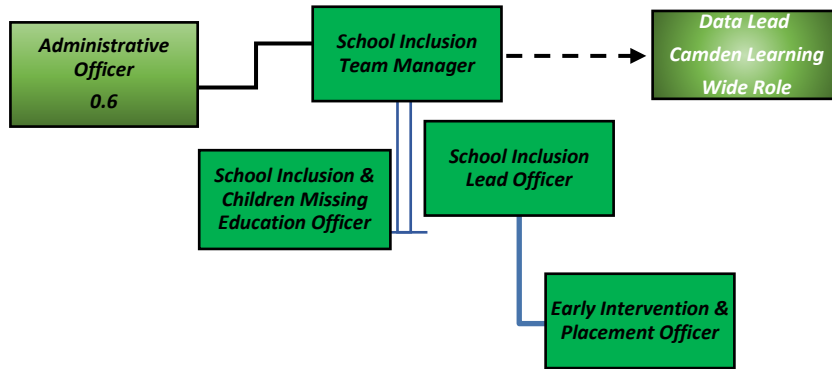 Administrative
Officer
0.6
School Inclusion
Team Manager
Data Lead
Camden Learning
Wide Role
School Inclusion &
Children Missing
Education Officer
School Inclusion
Lead Officer
Early Intervention &
Placement Officer